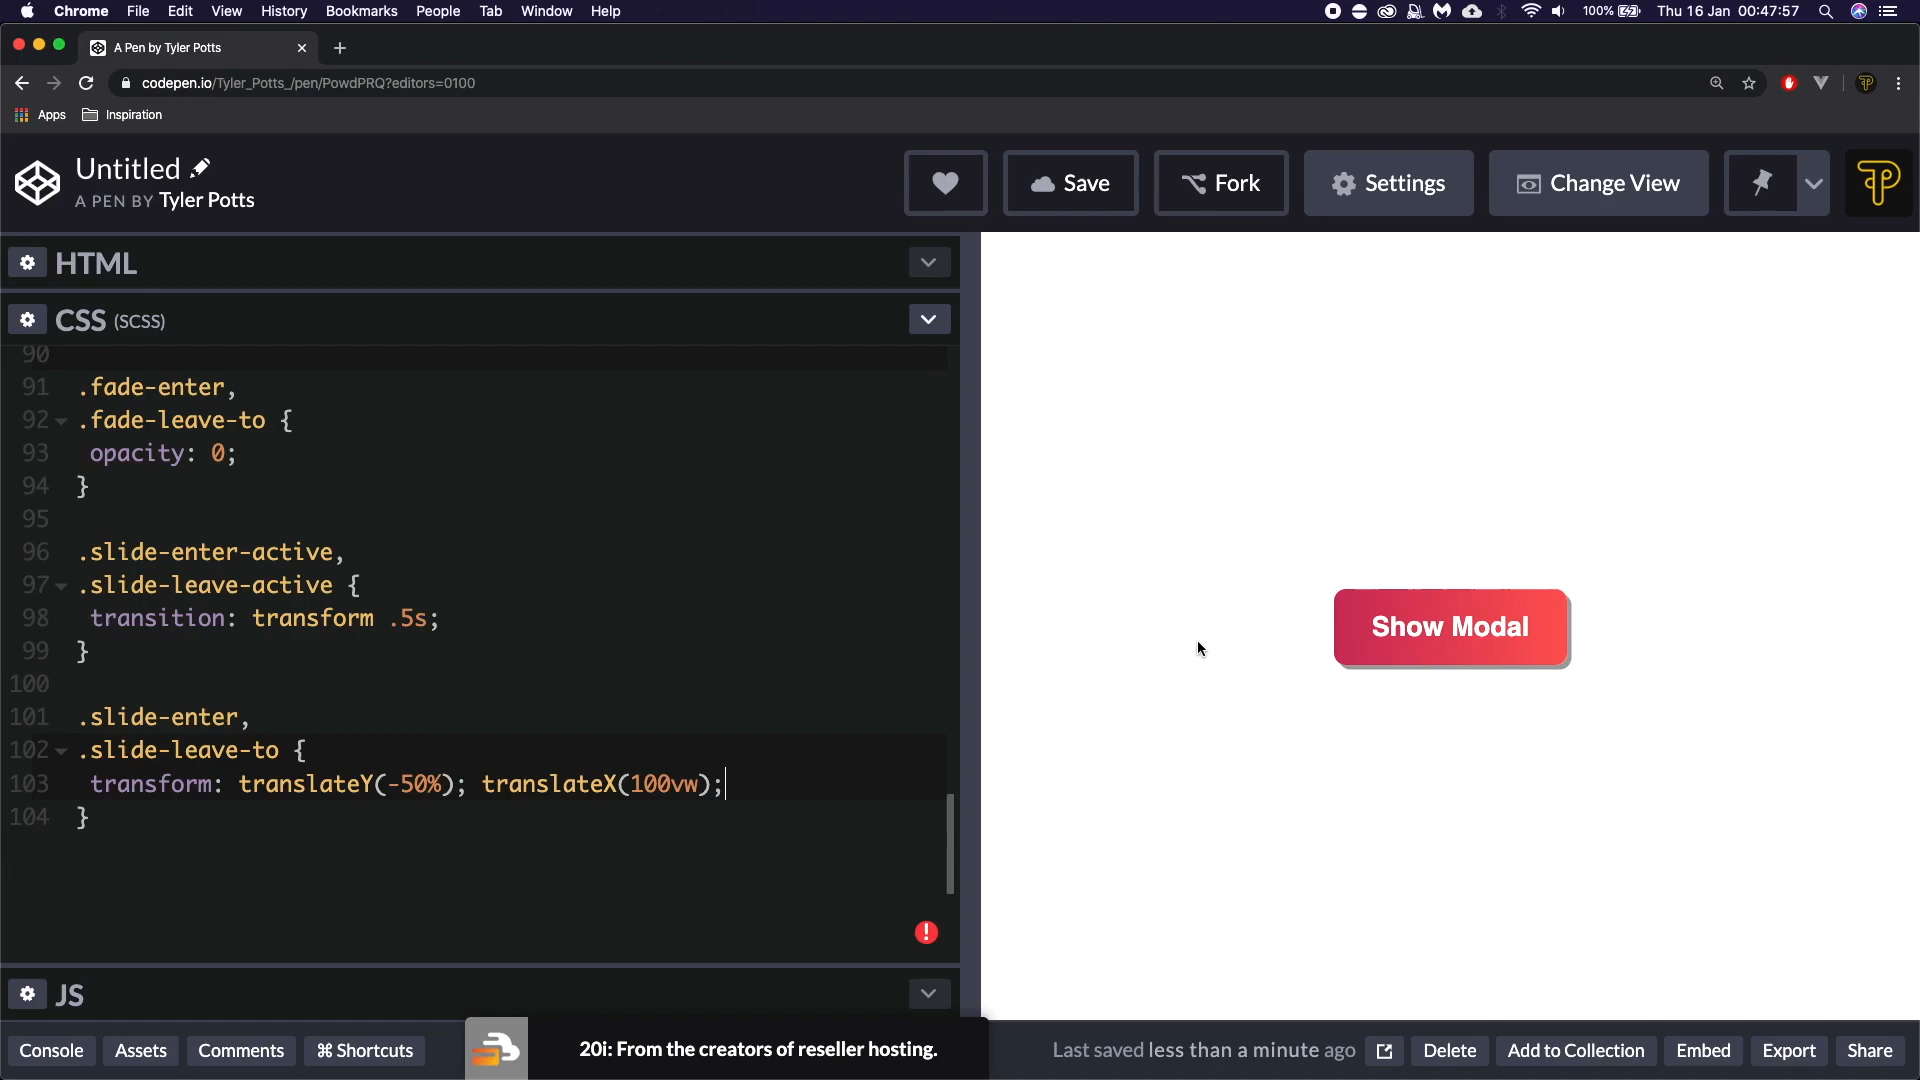 Chrome File Edit View History Bookmarks People Tab Window Help 100% Thu 16 Jan 00:47:57
A Pen by Tyler Potts
codepen.io/Tyler_Potts_/pen/PowdPRQ?editors=0100
Apps Inspiration
Untitled
A PEN BY Tyler Potts
Save Fork Settings Change View
HTML
CSS (SCSS)
90
91 .fade-enter,
92 .fade-leave-to {
93 opacity: 0;
94 }
95
96 .slide-enter-active,
97 .slide-leave-active {
98 transition: transform .5s;
99 }
100
101 .slide-enter,
102 .slide-leave-to {
103 transform: translateY(-50%); translateX(100vw);
104 }
Show Modal
JS
Console Assets Comments ⌘ Shortcuts
20i: From the creators of reseller hosting.
Last saved less than a minute ago Delete Add to Collection Embed Export Share